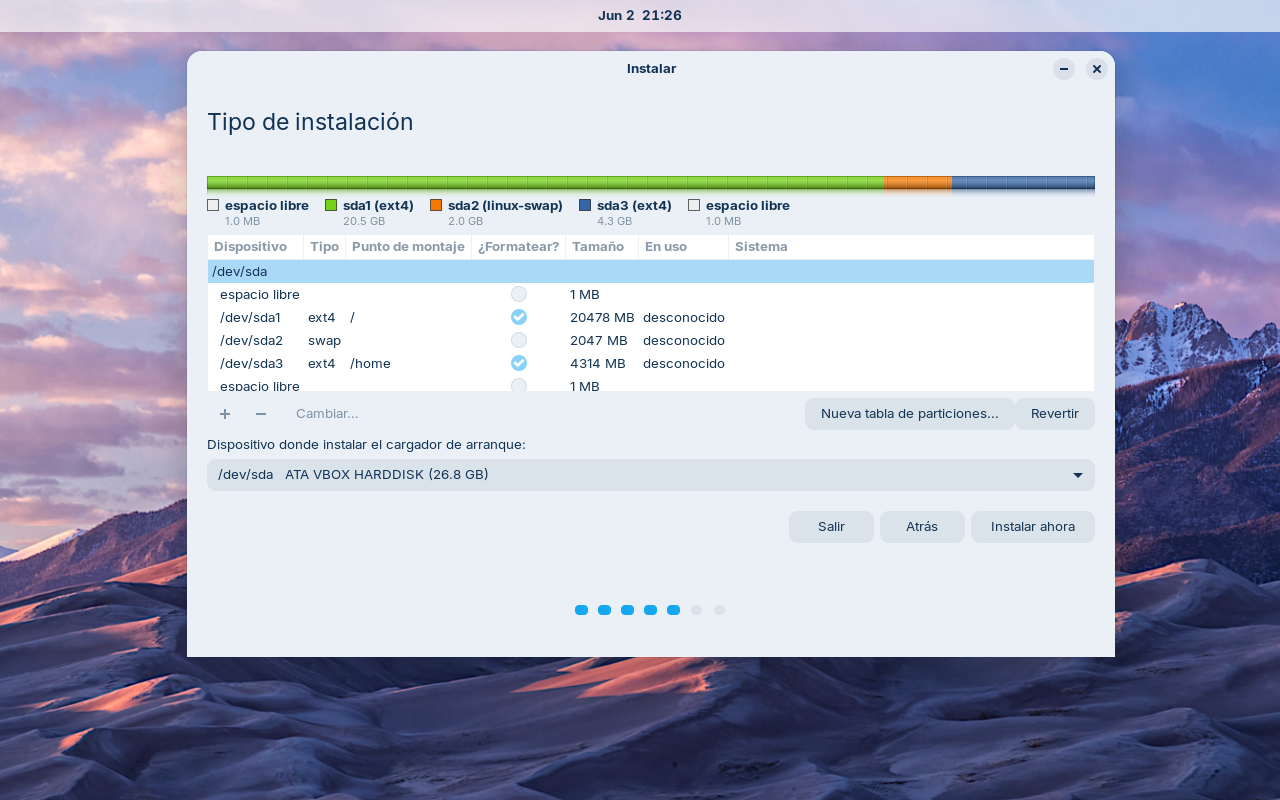 Jun 2 21:26
Instalar
Tipo de instalación
espacio libre sda1 (ext4) sda2 (linux-swap) sda3 (ext4) espacio libre
1.0 MB 20.5 GB 2.0 GB 4.3 GB 1.0 MB
Dispositivo Tipo Punto de montaje ¿Formatear? Tamaño En uso Sistema
/dev/sda
espacio libre 1 MB
/dev/sda1 ext4 / 20478 MB desconocido
/dev/sda2 swap 2047 MB desconocido
/dev/sda3 ext4 /home 4314 MB desconocido
espacio libre 1 MB
+ − Cambiar... Nueva tabla de particiones... Revertir
Dispositivo donde instalar el cargador de arranque:
/dev/sda ATA VBOX HARDDISK (26.8 GB)
Salir Atrás Instalar ahora